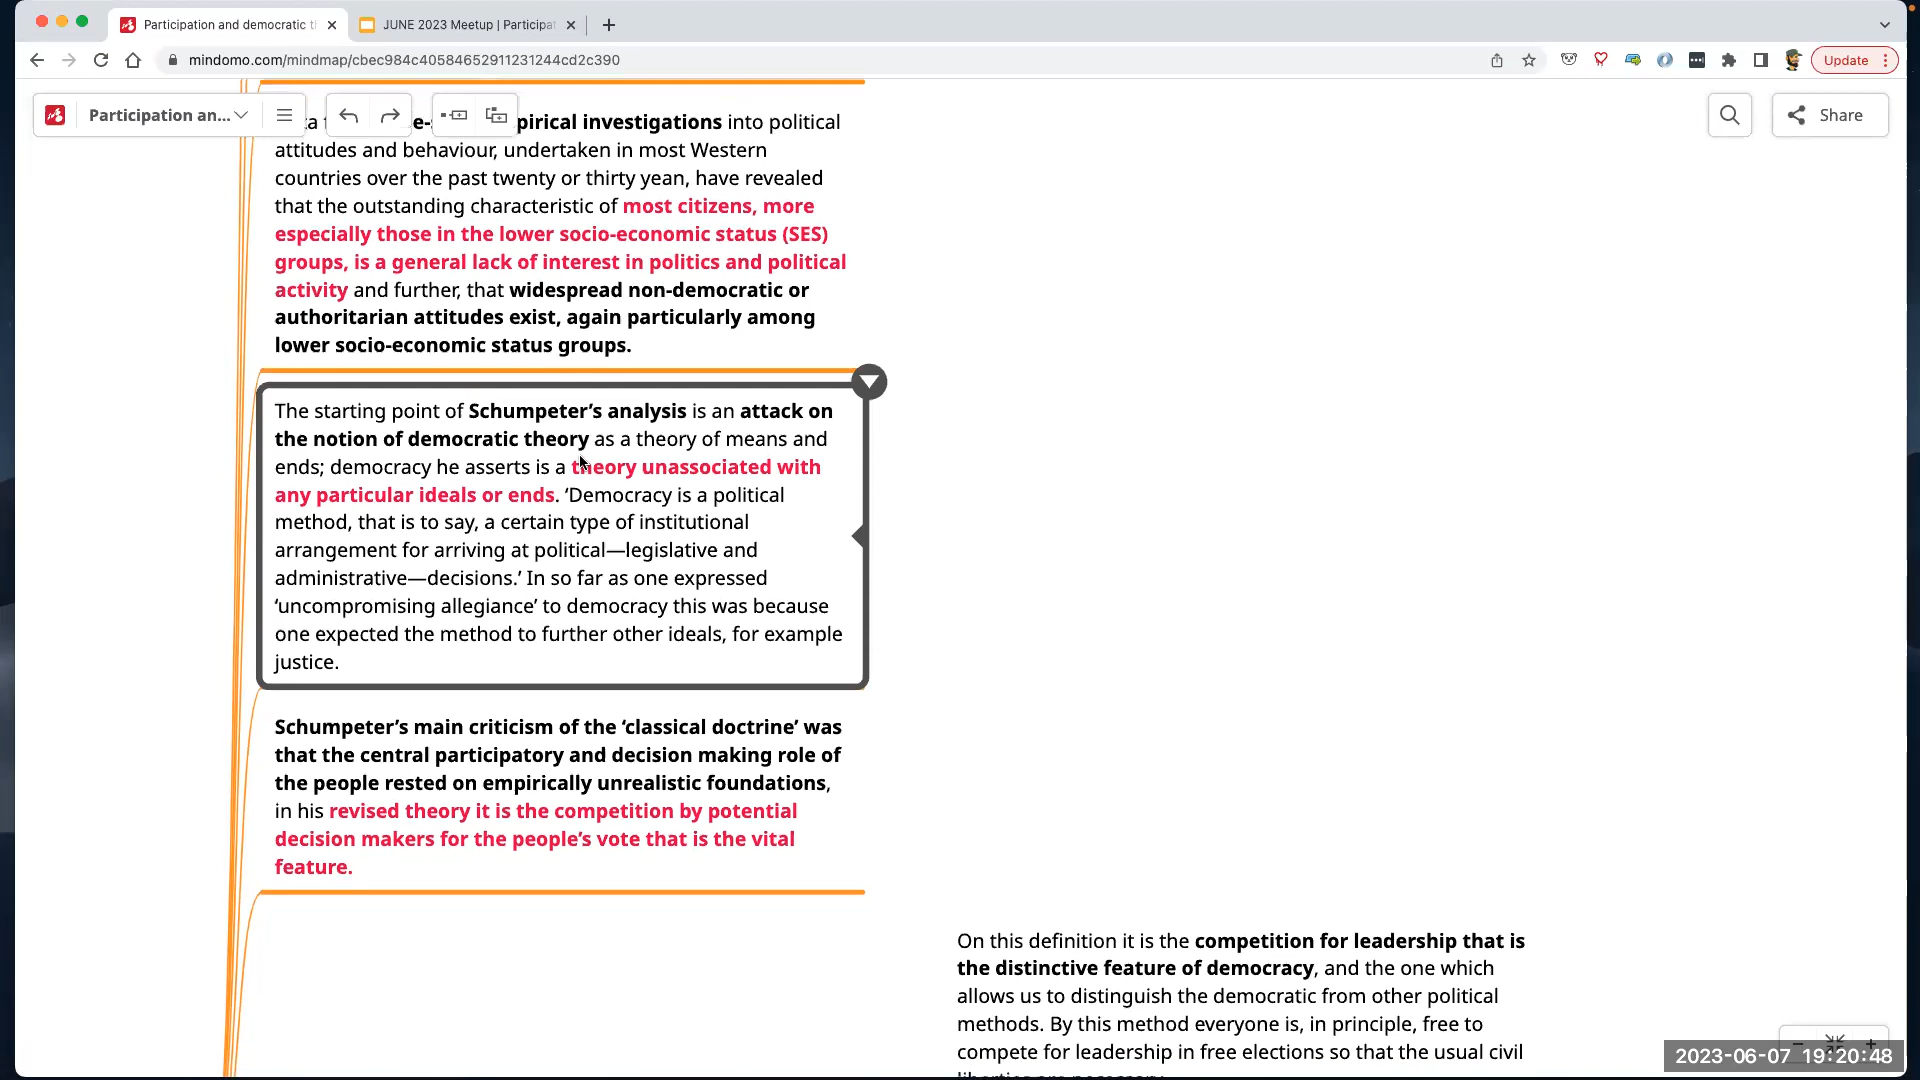 Participation and democratic t
JUNE 2023 Meetup | Participat
mindomo.com/mindmap/cbec984c40584652911231244cd2c390
Update
Participation an...
Share
pirical investigations into political
attitudes and behaviour, undertaken in most Western
countries over the past twenty or thirty yean, have revealed
that the outstanding characteristic of most citizens, more
especially those in the lower socio-economic status (SES)
groups, is a general lack of interest in politics and political
activity and further, that widespread non-democratic or
authoritarian attitudes exist, again particularly among
lower socio-economic status groups.
The starting point of Schumpeter’s analysis is an attack on
the notion of democratic theory as a theory of means and
ends; democracy he asserts is a theory unassociated with
any particular ideals or ends. ‘Democracy is a political
method, that is to say, a certain type of institutional
arrangement for arriving at political—legislative and
administrative—decisions.’ In so far as one expressed
‘uncompromising allegiance’ to democracy this was because
one expected the method to further other ideals, for example
justice.
Schumpeter’s main criticism of the ‘classical doctrine’ was
that the central participatory and decision making role of
the people rested on empirically unrealistic foundations,
in his revised theory it is the competition by potential
decision makers for the people’s vote that is the vital
feature.
On this definition it is the competition for leadership that is
the distinctive feature of democracy, and the one which
allows us to distinguish the democratic from other political
methods. By this method everyone is, in principle, free to
compete for leadership in free elections so that the usual civil
2023-06-07 19:20:48